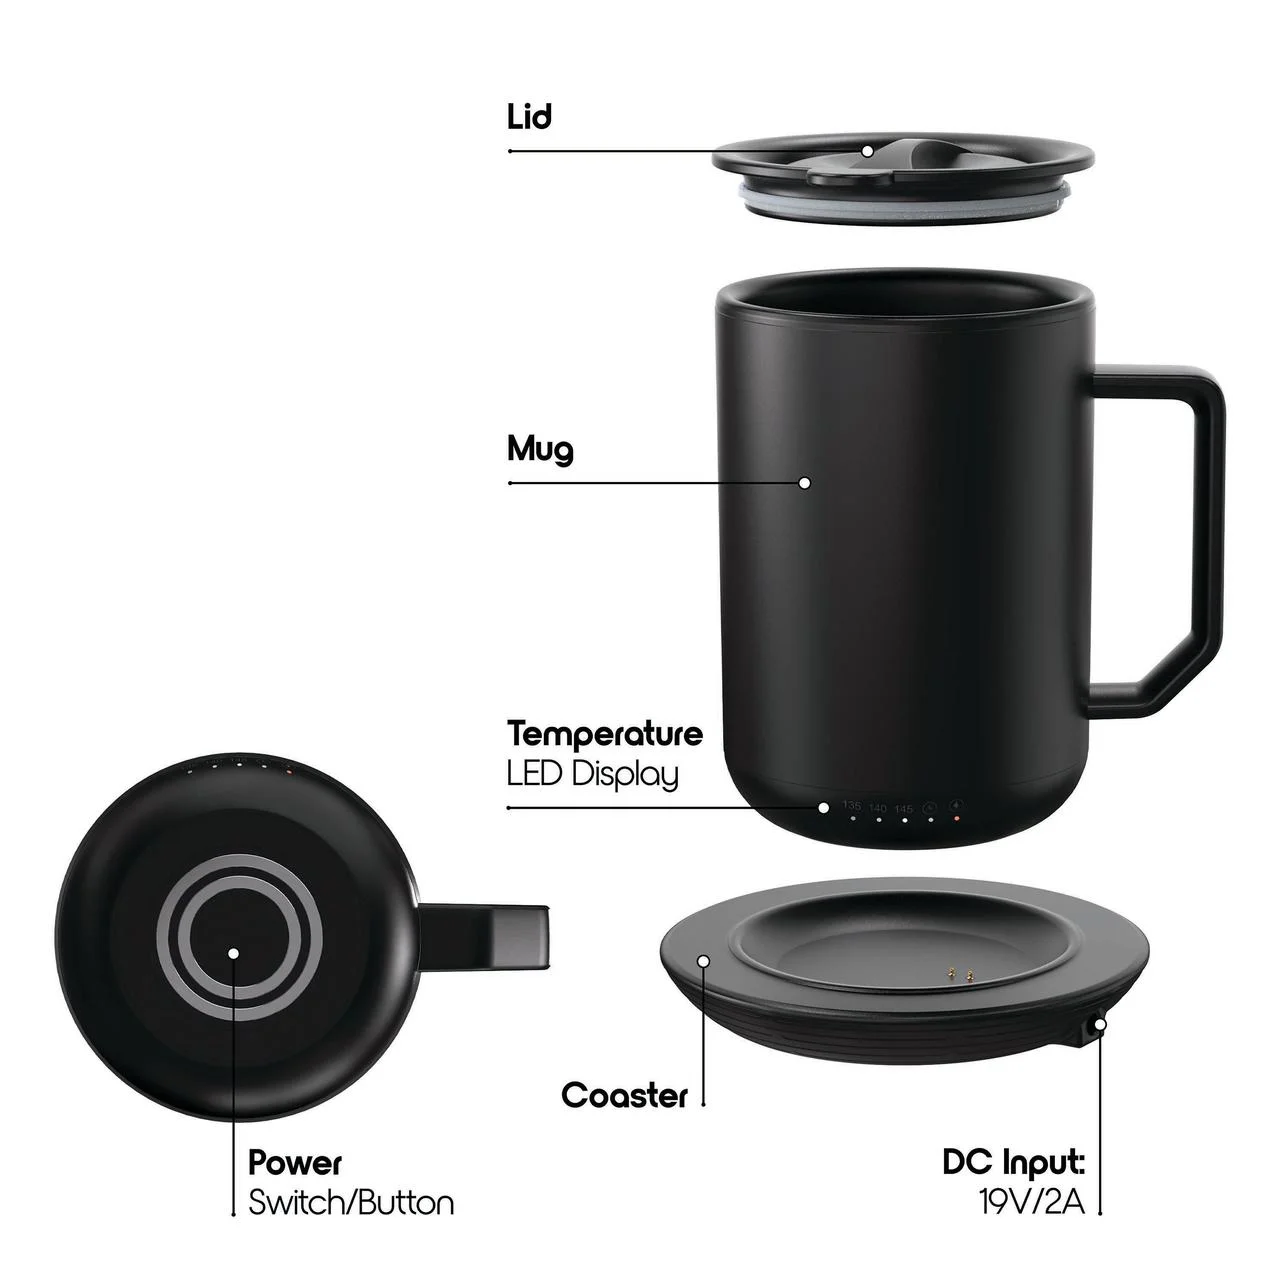 Lid
Mug
Temperature
LED Display
135 140 145
Coaster
Power
Switch/Button
DC Input:
19V/2A